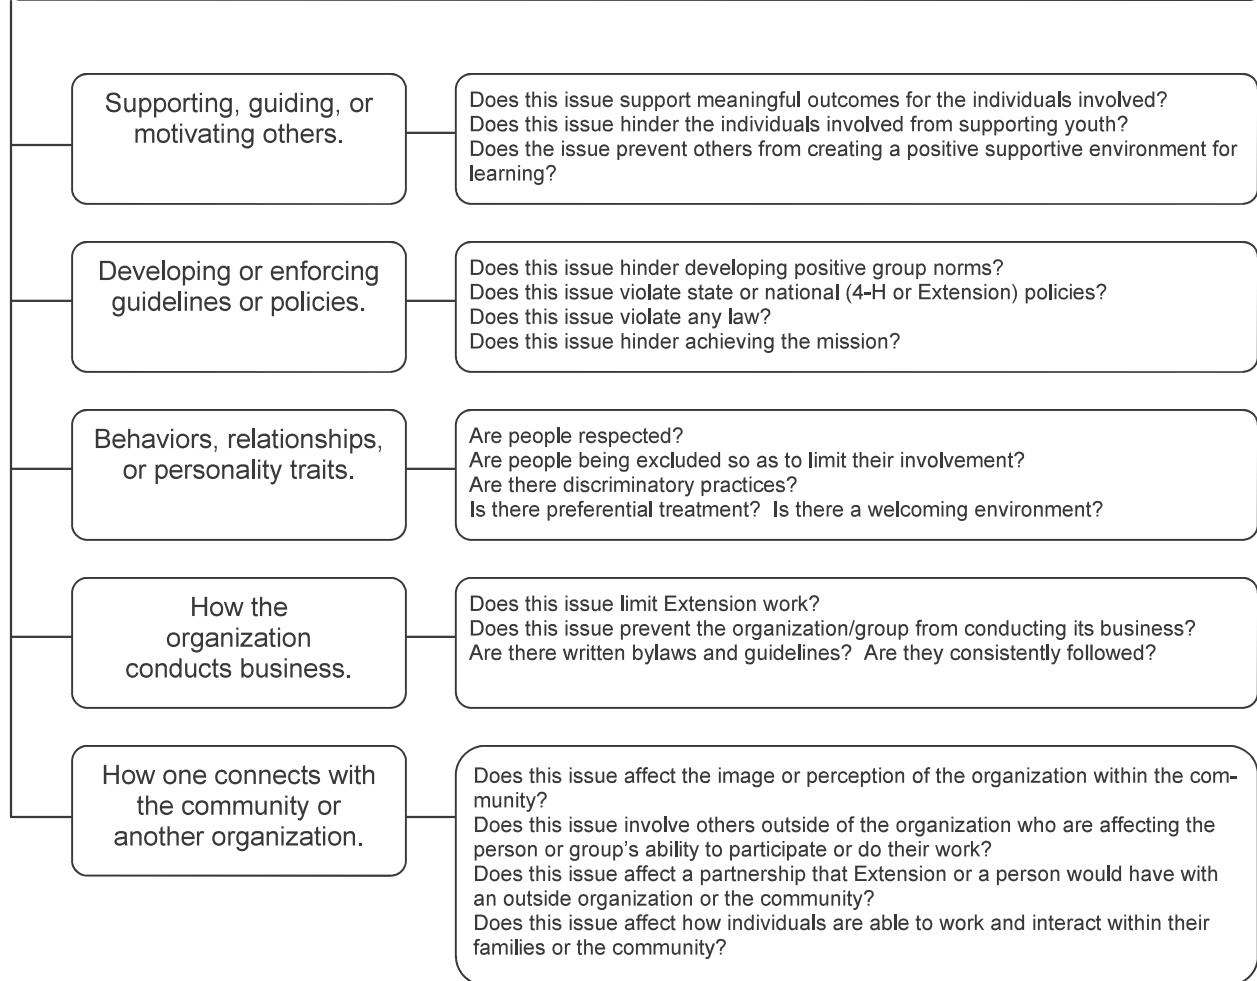 Supporting, guiding, or
motivating others.
Does this issue support meaningful outcomes for the individuals involved?
Does this issue hinder the individuals involved from supporting youth?
Does the issue prevent others from creating a positive supportive environment for
learning?
Developing or enforcing
guidelines or policies.
Does this issue hinder developing positive group norms?
Does this issue violate state or national (4-H or Extension) policies?
Does this issue violate any law?
Does this issue hinder achieving the mission?
Behaviors, relationships,
or personality traits.
Are people respected?
Are people being excluded so as to limit their involvement?
Are there discriminatory practices?
Is there preferential treatment?  Is there a welcoming environment?
How the
organization
conducts business.
Does this issue limit Extension work?
Does this issue prevent the organization/group from conducting its business?
Are there written bylaws and guidelines?  Are they consistently followed?
How one connects with
the community or
another organization.
Does this issue affect the image or perception of the organization within the com-
munity?
Does this issue involve others outside of the organization who are affecting the
person or group's ability to participate or do their work?
Does this issue affect a partnership that Extension or a person would have with
an outside organization or the community?
Does this issue affect how individuals are able to work and interact within their
families or the community?